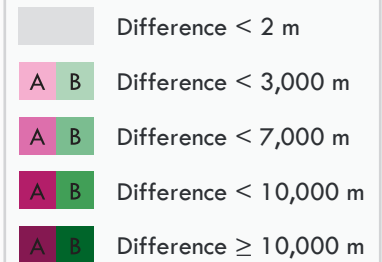 Difference < 2 m
A B Difference < 3,000 m
A B Difference < 7,000 m
A B Difference < 10,000 m
A B Difference ≥ 10,000 m